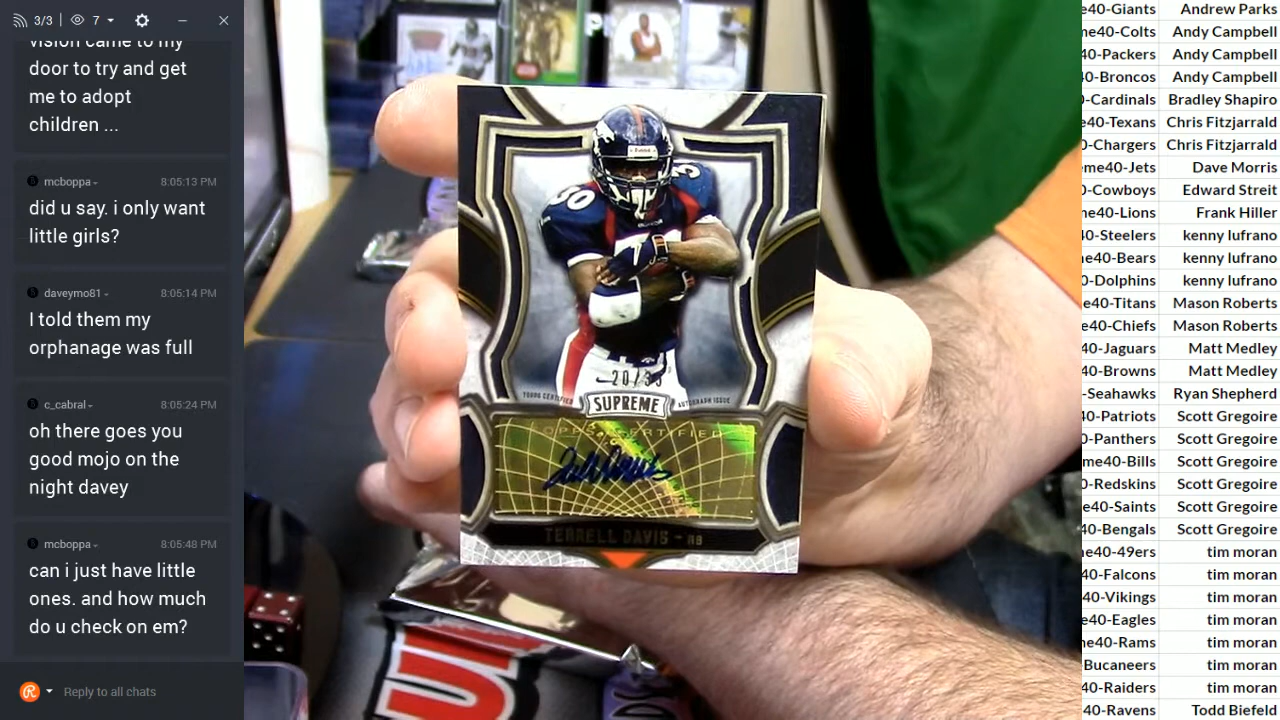 3/3
7
vision came to my
door to try and get
me to adopt
children ...
mcboppa
8:05:13 PM
did u say. i only want
little girls?
daveymo81
8:05:14 PM
I told them my
orphanage was full
c_cabral
8:05:24 PM
oh there goes you
good mojo on the
night davey
mcboppa
8:05:48 PM
can i just have little
ones. and how much
do u check on em?
Reply to all chats
30
TOPPS CERTIFIED
AUTOGRAPH ISSUE
SUPREME
TOPPS CERTIFIED
TERRELL DAVIS - RB
e40-Giants Andrew Parks
ne40-Colts Andy Campbell
40-Packers Andy Campbell
40-Broncos Andy Campbell
0-Cardinals Bradley Shapiro
e40-Texans Chris Fitzjarrald
0-Chargers Chris Fitzjarrald
eme40-Jets Dave Morris
0-Cowboys Edward Streit
ne40-Lions Frank Hiller
40-Steelers kenny lufrano
e40-Bears kenny lufrano
0-Dolphins kenny lufrano
e40-Titans Mason Roberts
e40-Chiefs Mason Roberts
40-Jaguars Matt Medley
40-Browns Matt Medley
-Seahawks Ryan Shepherd
40-Patriots Scott Gregoire
0-Panthers Scott Gregoire
me40-Bills Scott Gregoire
0-Redskins Scott Gregoire
e40-Saints Scott Gregoire
40-Bengals Scott Gregoire
ne40-49ers tim moran
40-Falcons tim moran
40-Vikings tim moran
e40-Eagles tim moran
ne40-Rams tim moran
Bucaneers tim moran
40-Raiders tim moran
40-Ravens Todd Biefeld